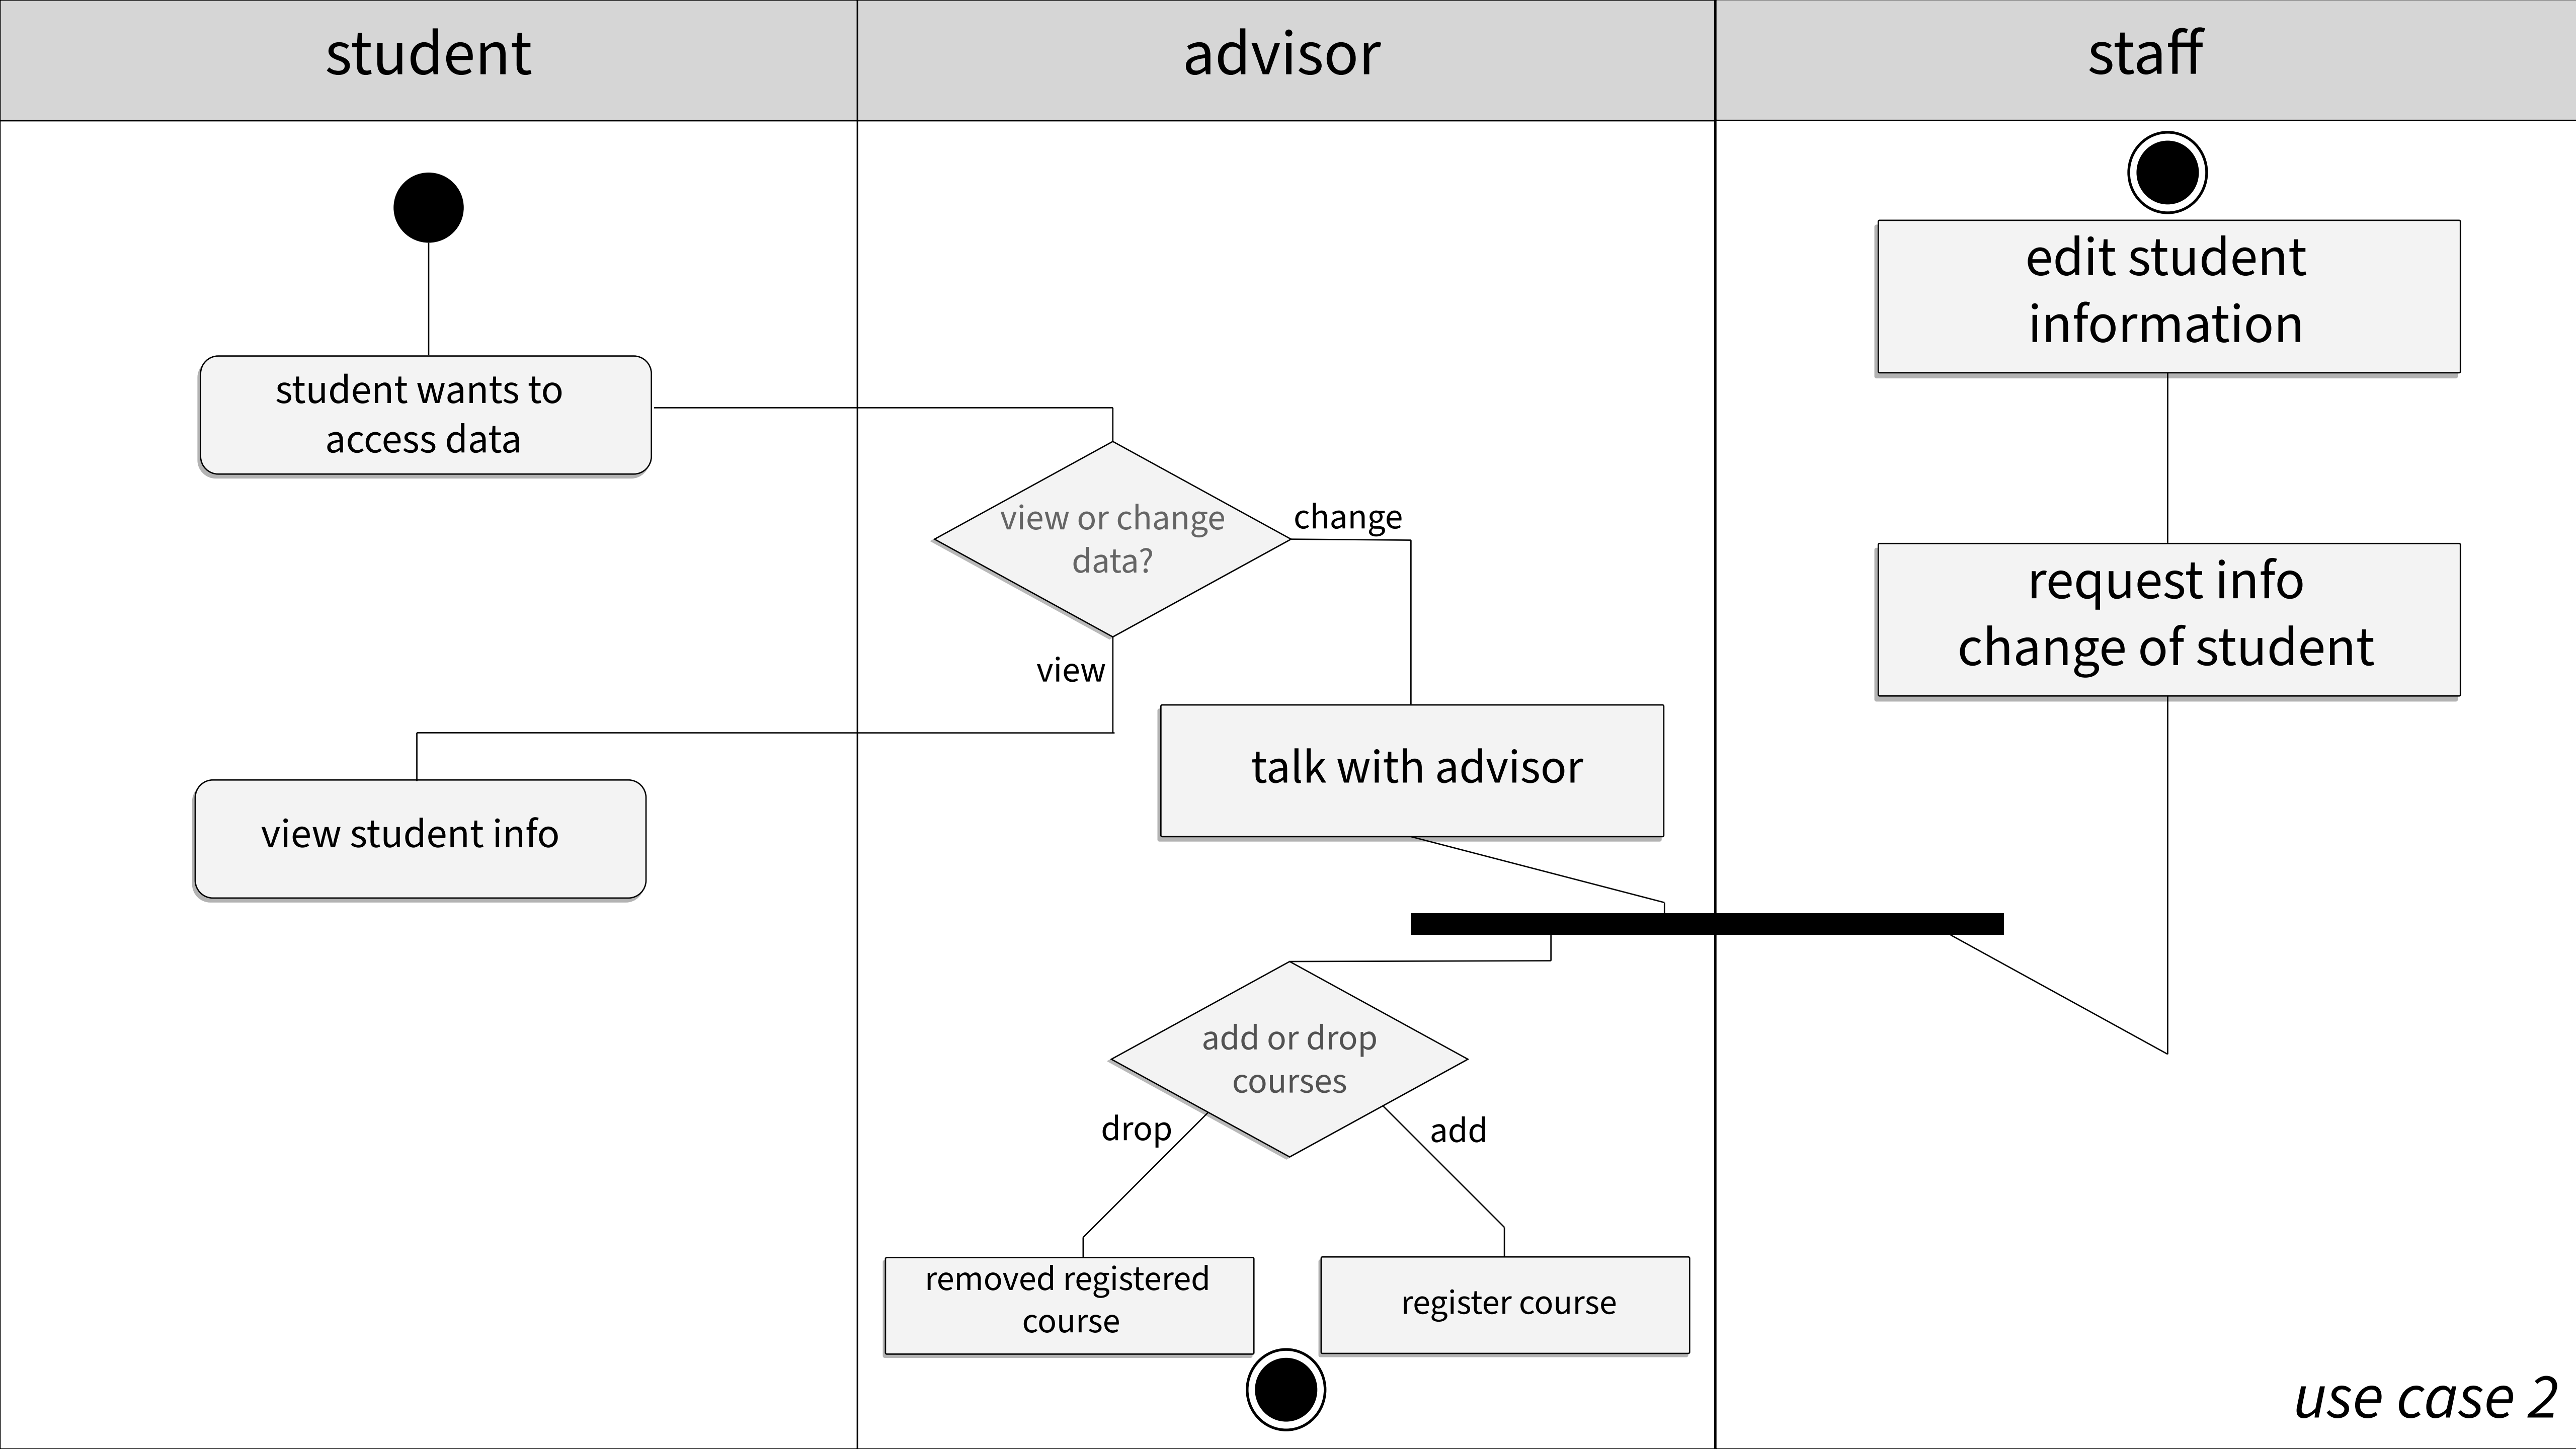 student
advisor
staff
student wants to
access data
view or change
data?
change
view
view student info
talk with advisor
edit student
information
request info
change of student
add or drop
courses
drop
add
removed registered
course
register course
use case 2